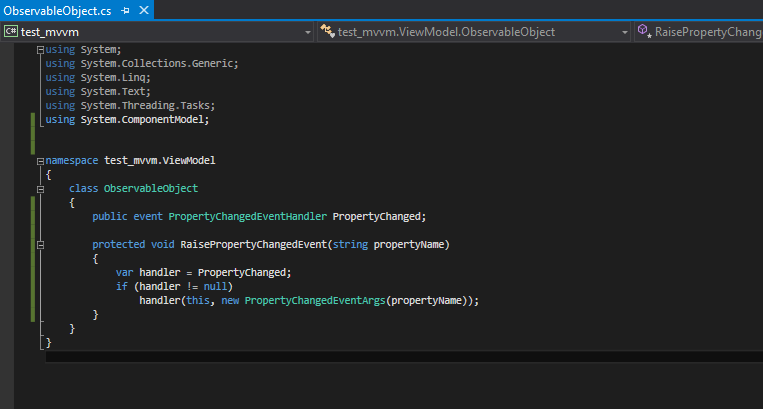 ObservableObject.cs
C# test_mvvm
test_mvvm.ViewModel.ObservableObject
RaisePropertyChang
using System;
using System.Collections.Generic;
using System.Linq;
using System.Text;
using System.Threading.Tasks;
using System.ComponentModel;
namespace test_mvvm.ViewModel
{
class ObservableObject
{
public event PropertyChangedEventHandler PropertyChanged;
protected void RaisePropertyChangedEvent(string propertyName)
{
var handler = PropertyChanged;
if (handler != null)
handler(this, new PropertyChangedEventArgs(propertyName));
}
}
}